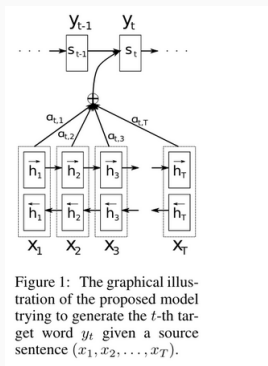 y_{t-1} y_t
. . . s_{t-1} s_t . . .
⊕
α_{t,1} α_{t,2} α_{t,3} α_{t,T}
→h_1 →h_2 →h_3 →h_T
←h_1 ←h_2 ←h_3 ←h_T
x_1 x_2 x_3 x_T
Figure 1: The graphical illus-
tration of the proposed model
trying to generate the t-th tar-
get word y_t given a source
sentence (x_1, x_2, . . . , x_T).